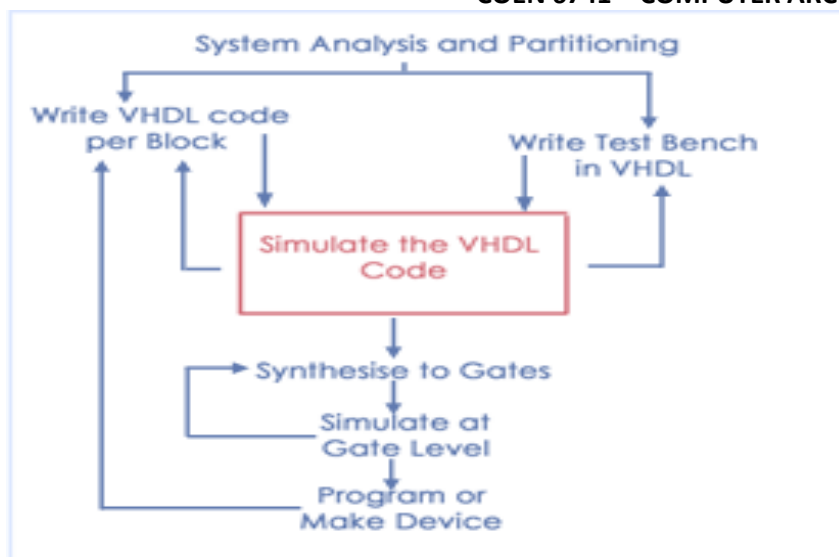 System Analysis and Partitioning
Write VHDL code
per Block
Write Test Bench
in VHDL
Simulate the VHDL
Code
Synthesise to Gates
Simulate at
Gate Level
Program or
Make Device